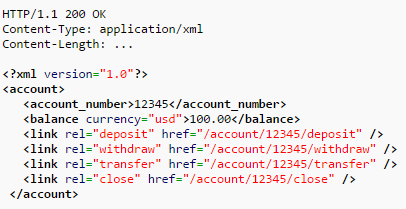 HTTP/1.1 200 OK
Content-Type: application/xml
Content-Length: ...

<?xml version="1.0"?>
<account>
   <account_number>12345</account_number>
   <balance currency="usd">100.00</balance>
   <link rel="deposit" href="/account/12345/deposit" />
   <link rel="withdraw" href="/account/12345/withdraw" />
   <link rel="transfer" href="/account/12345/transfer" />
   <link rel="close" href="/account/12345/close" />
 </account>